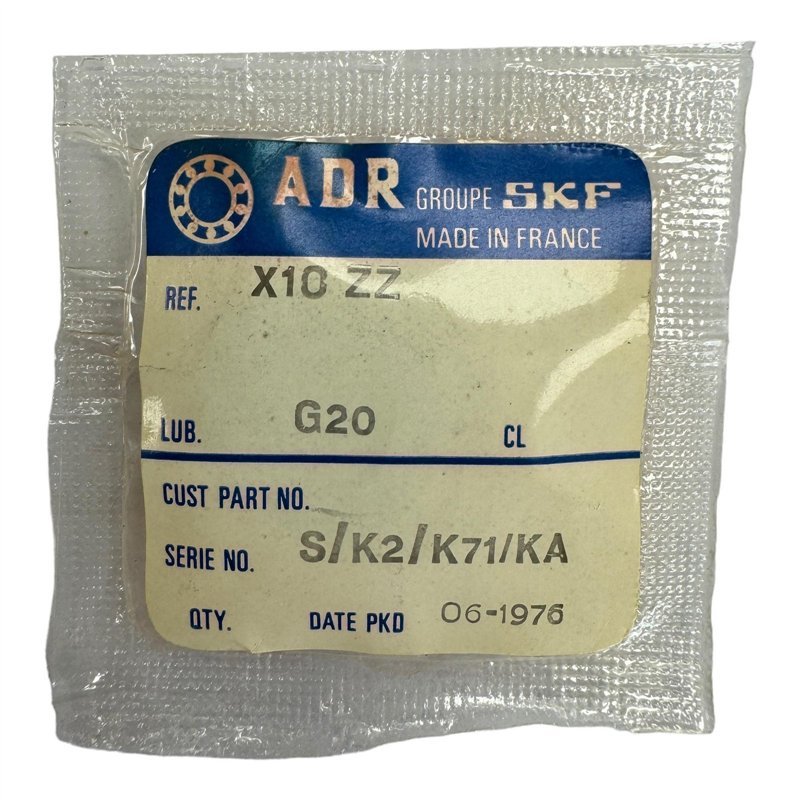 ADR GROUPE SKF
MADE IN FRANCE
REF. X10 ZZ
LUB. G20 CL
CUST PART NO.
SERIE NO. S/K2/K71/KA
QTY. DATE PKD 06-1976